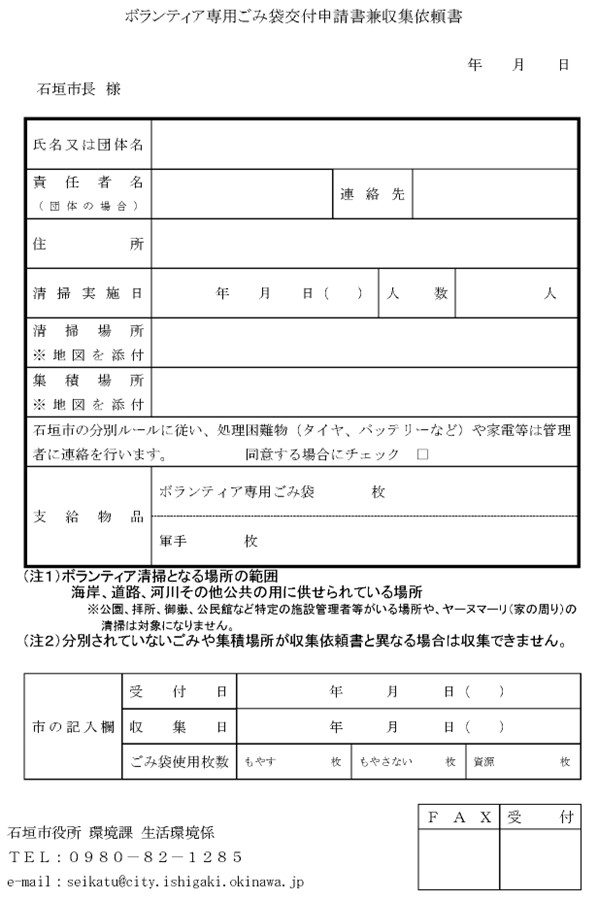 ボランティア専用ごみ袋交付申請書兼収集依頼書
年　月　日
石垣市長　様
氏名又は団体名
責任者名
（団体の場合）
連絡先
住所
清掃実施日
年　月　日（　）
人数
人
清掃場所
※地図を添付
集積場所
※地図を添付
石垣市の分別ルールに従い、処理困難物（タイヤ、バッテリーなど）や家電等は管理
者に連絡を行います。　同意する場合にチェック　□
支給物品
ボランティア専用ごみ袋　枚
軍手　枚
（注１）ボランティア清掃となる場所の範囲
海岸、道路、河川その他公共の用に供せられている場所
※公園、拝所、御嶽、公民館など特定の施設管理者等がいる場所や、ヤーヌマーリ（家の周り）の
清掃は対象になりません。
（注２）分別されていないごみや集積場所が収集依頼書と異なる場合は収集できません。
市の記入欄
受付日　年　月　日（　）
収集日　年　月　日（　）
ごみ袋使用枚数　もやす　枚　もやさない　枚　資源　枚
ＦＡＸ　受付
石垣市役所 環境課 生活環境係
ＴＥＬ：０９８０－８２－１２８５
e-mail：seikatu@city.ishigaki.okinawa.jp